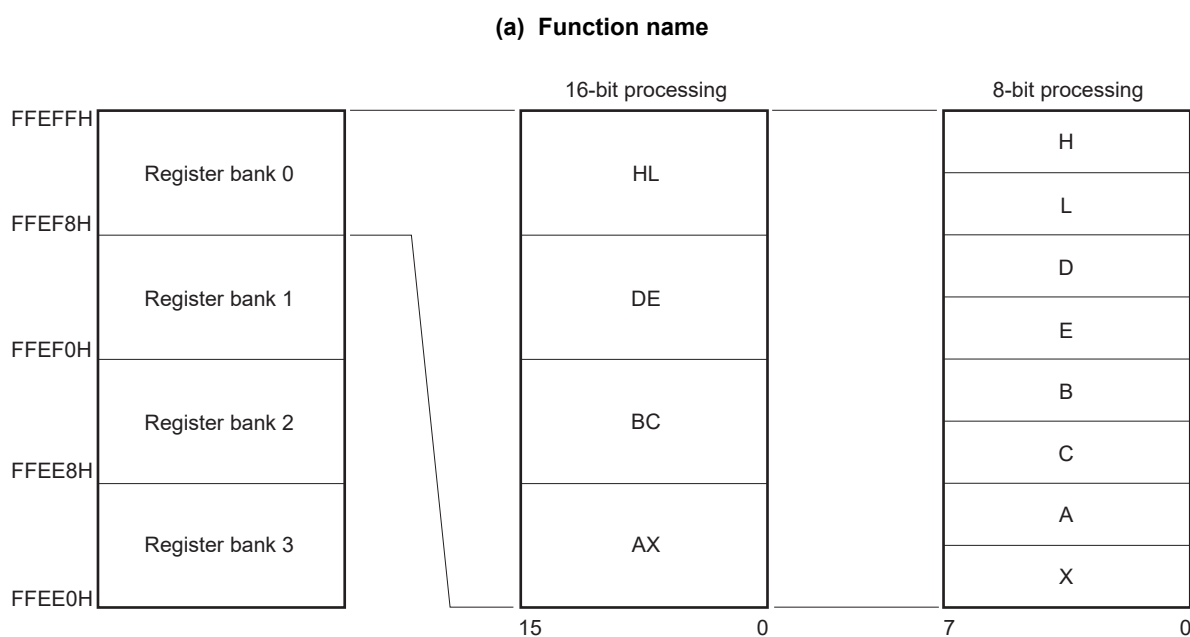 (a) Function name
16-bit processing
8-bit processing
FFEFFH
Register bank 0
HL
H
L
FFEF8H
Register bank 1
DE
D
E
FFEF0H
Register bank 2
BC
B
C
FFEE8H
Register bank 3
AX
A
X
FFEE0H
15 0
7 0